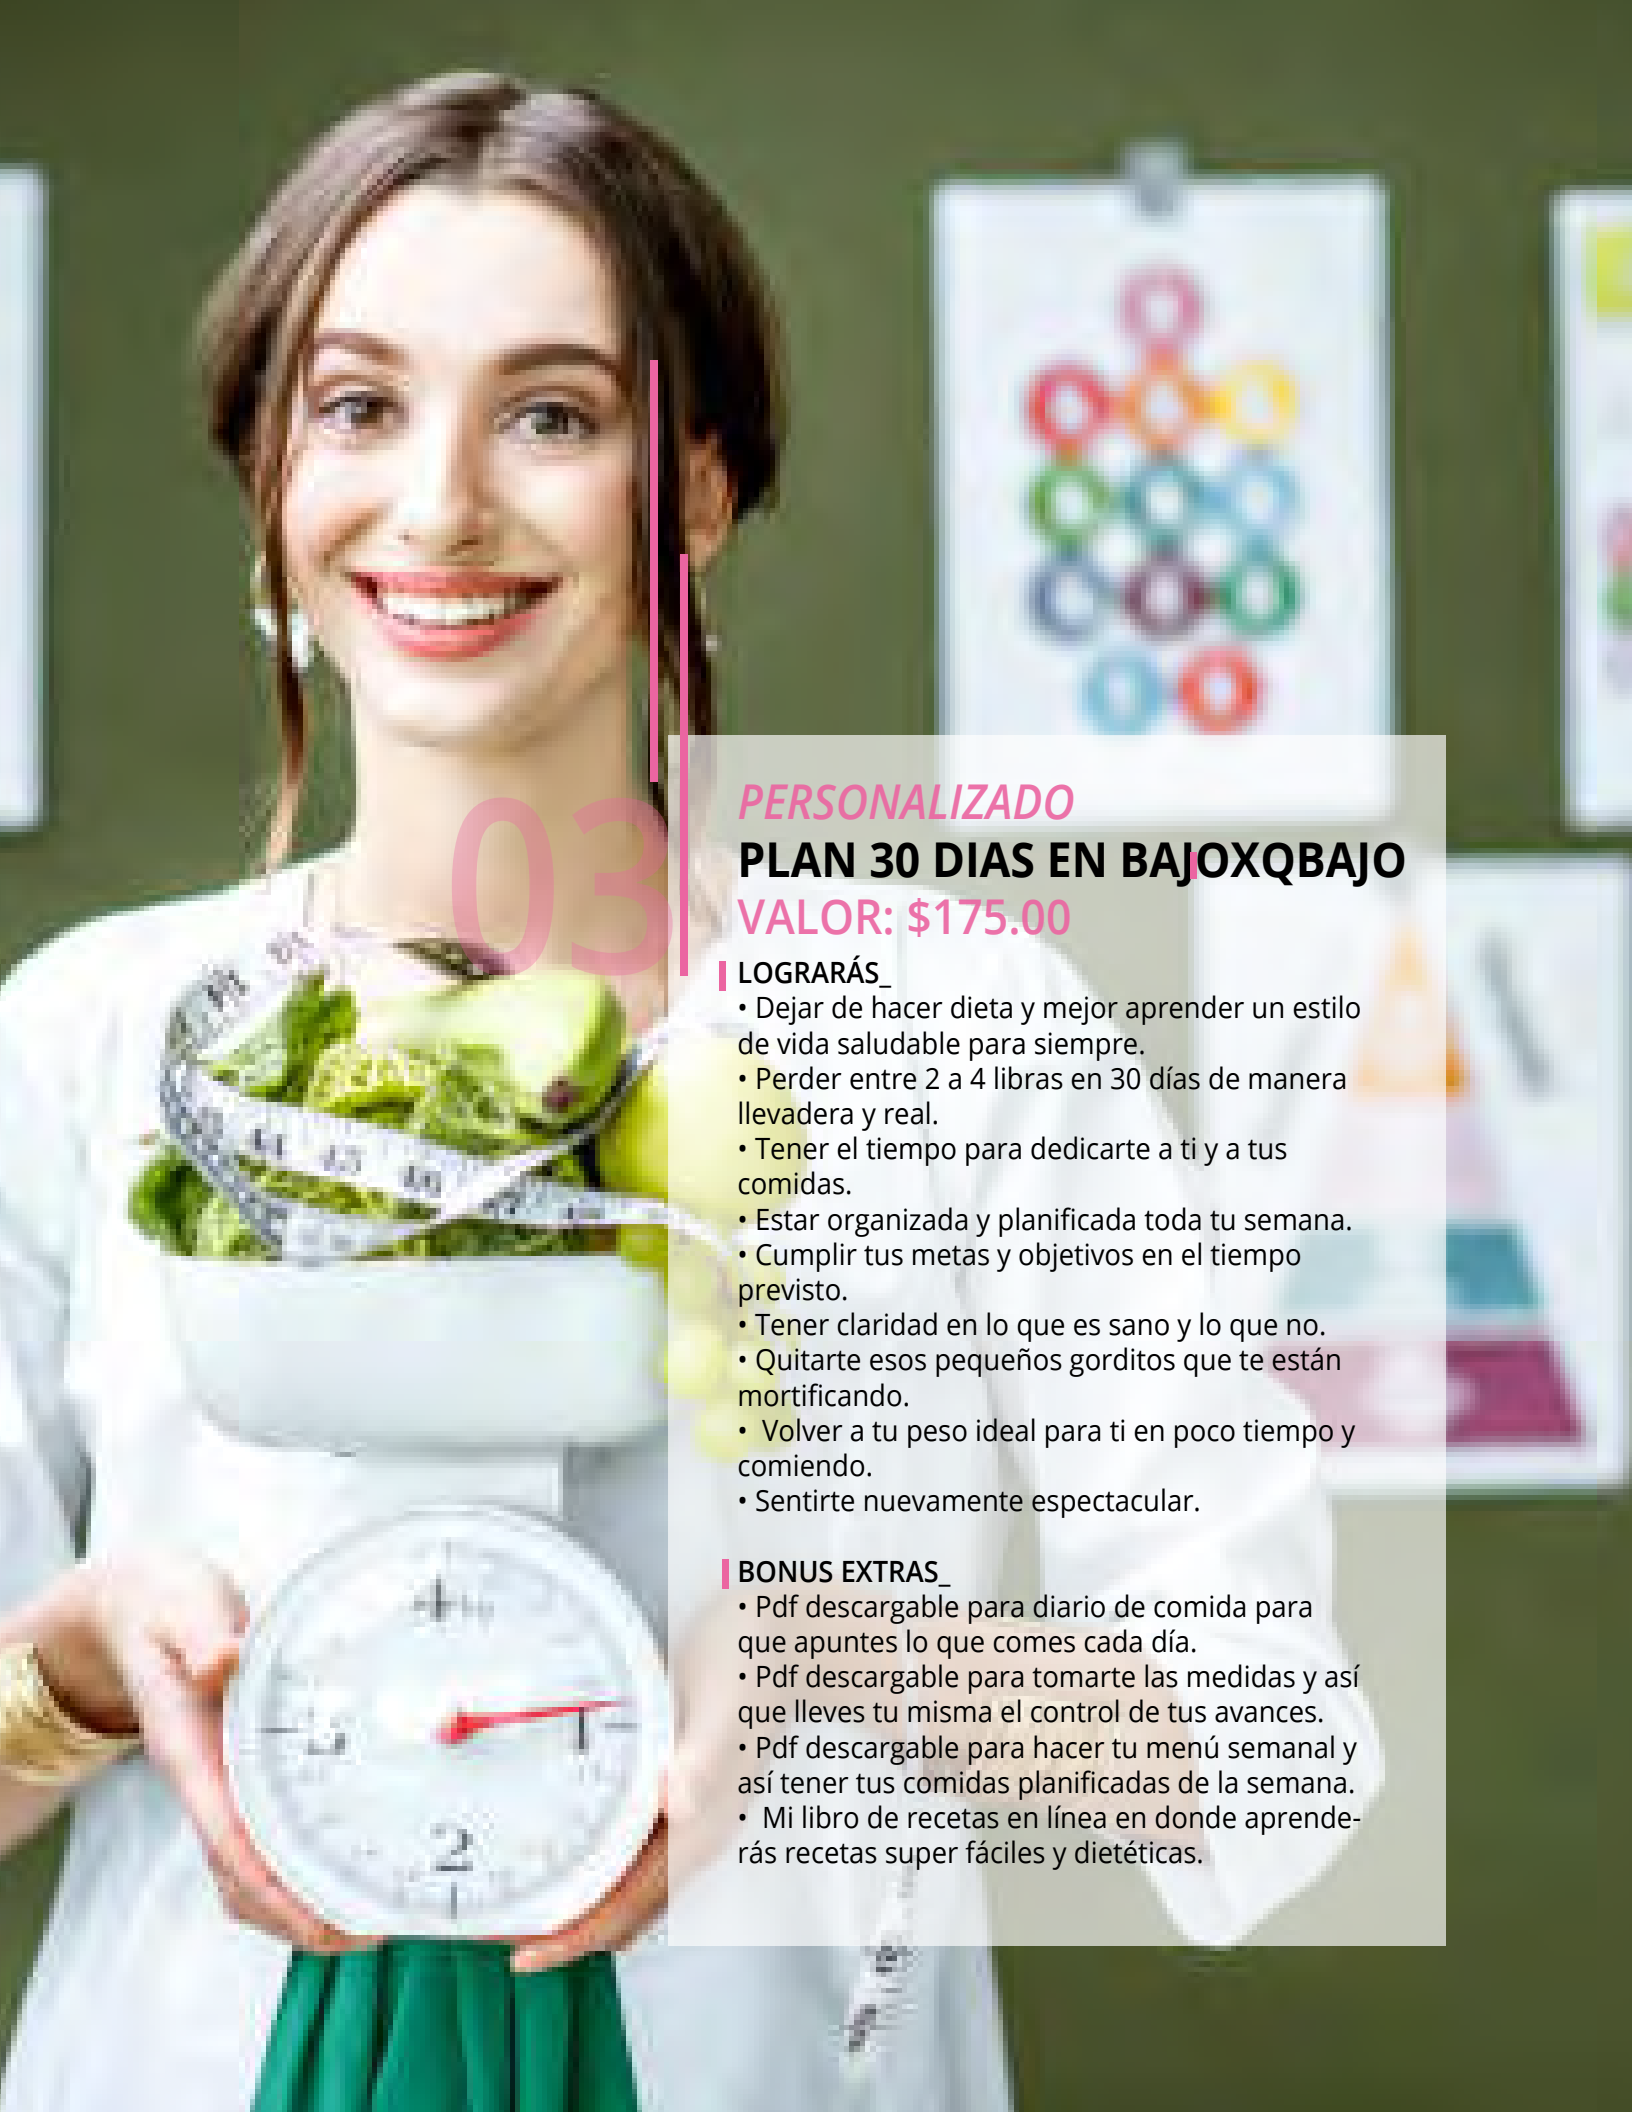 03
PERSONALIZADO
PLAN 30 DIAS EN BAJOXQBAJO
VALOR: $175.00
LOGRARÁS_
• Dejar de hacer dieta y mejor aprender un estilo
de vida saludable para siempre.
• Perder entre 2 a 4 libras en 30 días de manera
llevadera y real.
• Tener el tiempo para dedicarte a ti y a tus
comidas.
• Estar organizada y planificada toda tu semana.
• Cumplir tus metas y objetivos en el tiempo
previsto.
• Tener claridad en lo que es sano y lo que no.
• Quitarte esos pequeños gorditos que te están
mortificando.
•  Volver a tu peso ideal para ti en poco tiempo y
comiendo.
• Sentirte nuevamente espectacular.
BONUS EXTRAS_
• Pdf descargable para diario de comida para
que apuntes lo que comes cada día.
• Pdf descargable para tomarte las medidas y así
que lleves tu misma el control de tus avances.
• Pdf descargable para hacer tu menú semanal y
así tener tus comidas planificadas de la semana.
•  Mi libro de recetas en línea en donde aprende-
rás recetas super fáciles y dietéticas.
4
1
2